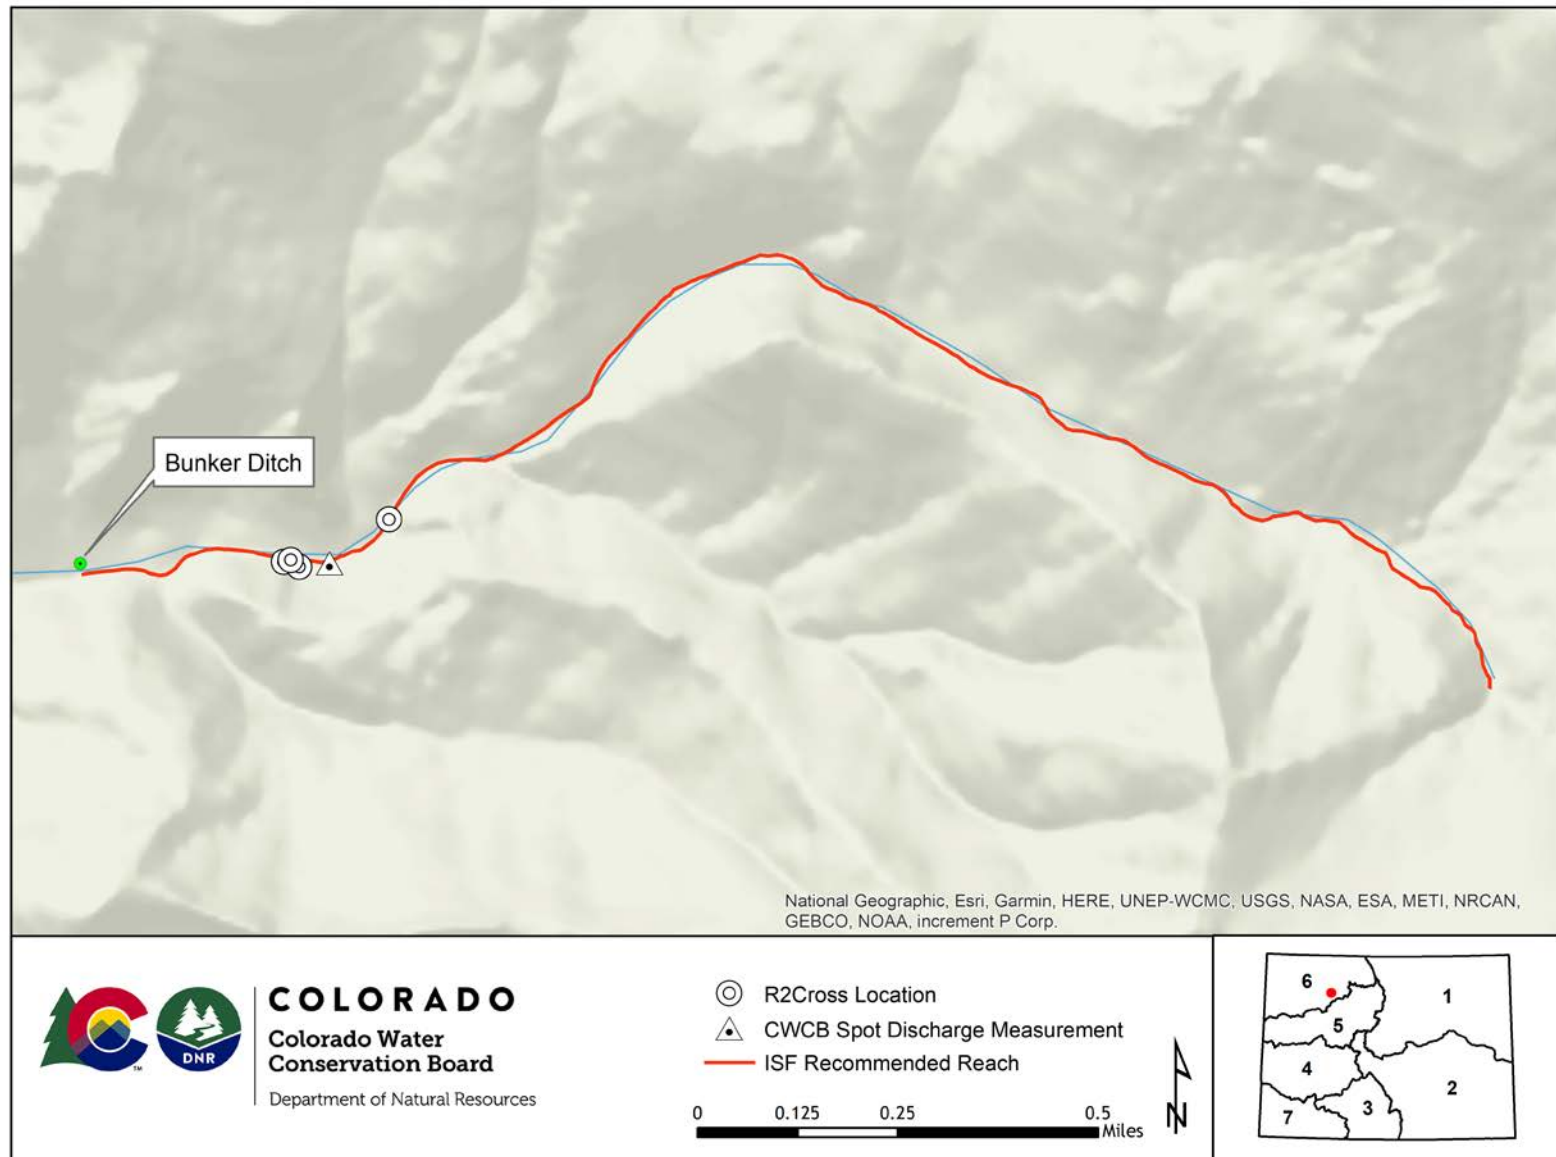 Bunker Ditch
National Geographic, Esri, Garmin, HERE, UNEP-WCMC, USGS, NASA, ESA, METI, NRCAN,
GEBCO, NOAA, increment P Corp.
COLORADO
Colorado Water
Conservation Board
Department of Natural Resources
DNR
TM
R2Cross Location
CWCB Spot Discharge Measurement
ISF Recommended Reach
0 0.125 0.25 0.5
Miles
N
6
1
5
4
2
3
7